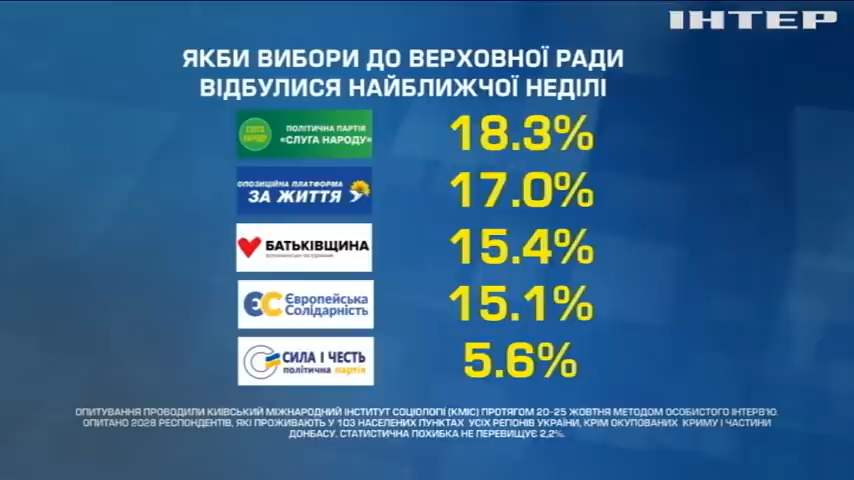 ІНТЕР
ЯКБИ ВИБОРИ ДО ВЕРХОВНОЇ РАДИ
ВІДБУЛИСЯ НАЙБЛИЖЧОЇ НЕДІЛІ
СЛУГА
НАРОДУ
ПОЛІТИЧНА ПАРТІЯ
«СЛУГА НАРОДУ»
18.3%
ОПОЗИЦІЙНА ПЛАТФОРМА
ЗА ЖИТТЯ
17.0%
БАТЬКІВЩИНА
15.4%
ЄС Європейська
Солідарність
15.1%
СИЛА І ЧЕСТЬ
політична партія
5.6%
ОПИТУВАННЯ ПРОВОДИЛИ КИЇВСЬКИЙ МІЖНАРОДНИЙ ІНСТИТУТ СОЦІОЛОГІЇ (КМІС) ПРОТЯГОМ 20-25 ЖОВТНЯ МЕТОДОМ ОСОБИСТОГО ІНТЕРВ'Ю.
ОПИТАНО 2028 РЕСПОНДЕНТІВ, ЯКІ ПРОЖИВАЮТЬ У 103 НАСЕЛЕНИХ ПУНКТАХ УСІХ РЕГІОНІВ УКРАЇНИ, КРІМ ОКУПОВАНИХ КРИМУ І ЧАСТИНИ
ДОНБАСУ, СТАТИСТИЧНА ПОХИБКА НЕ ПЕРЕВИЩУЄ 2,2%.